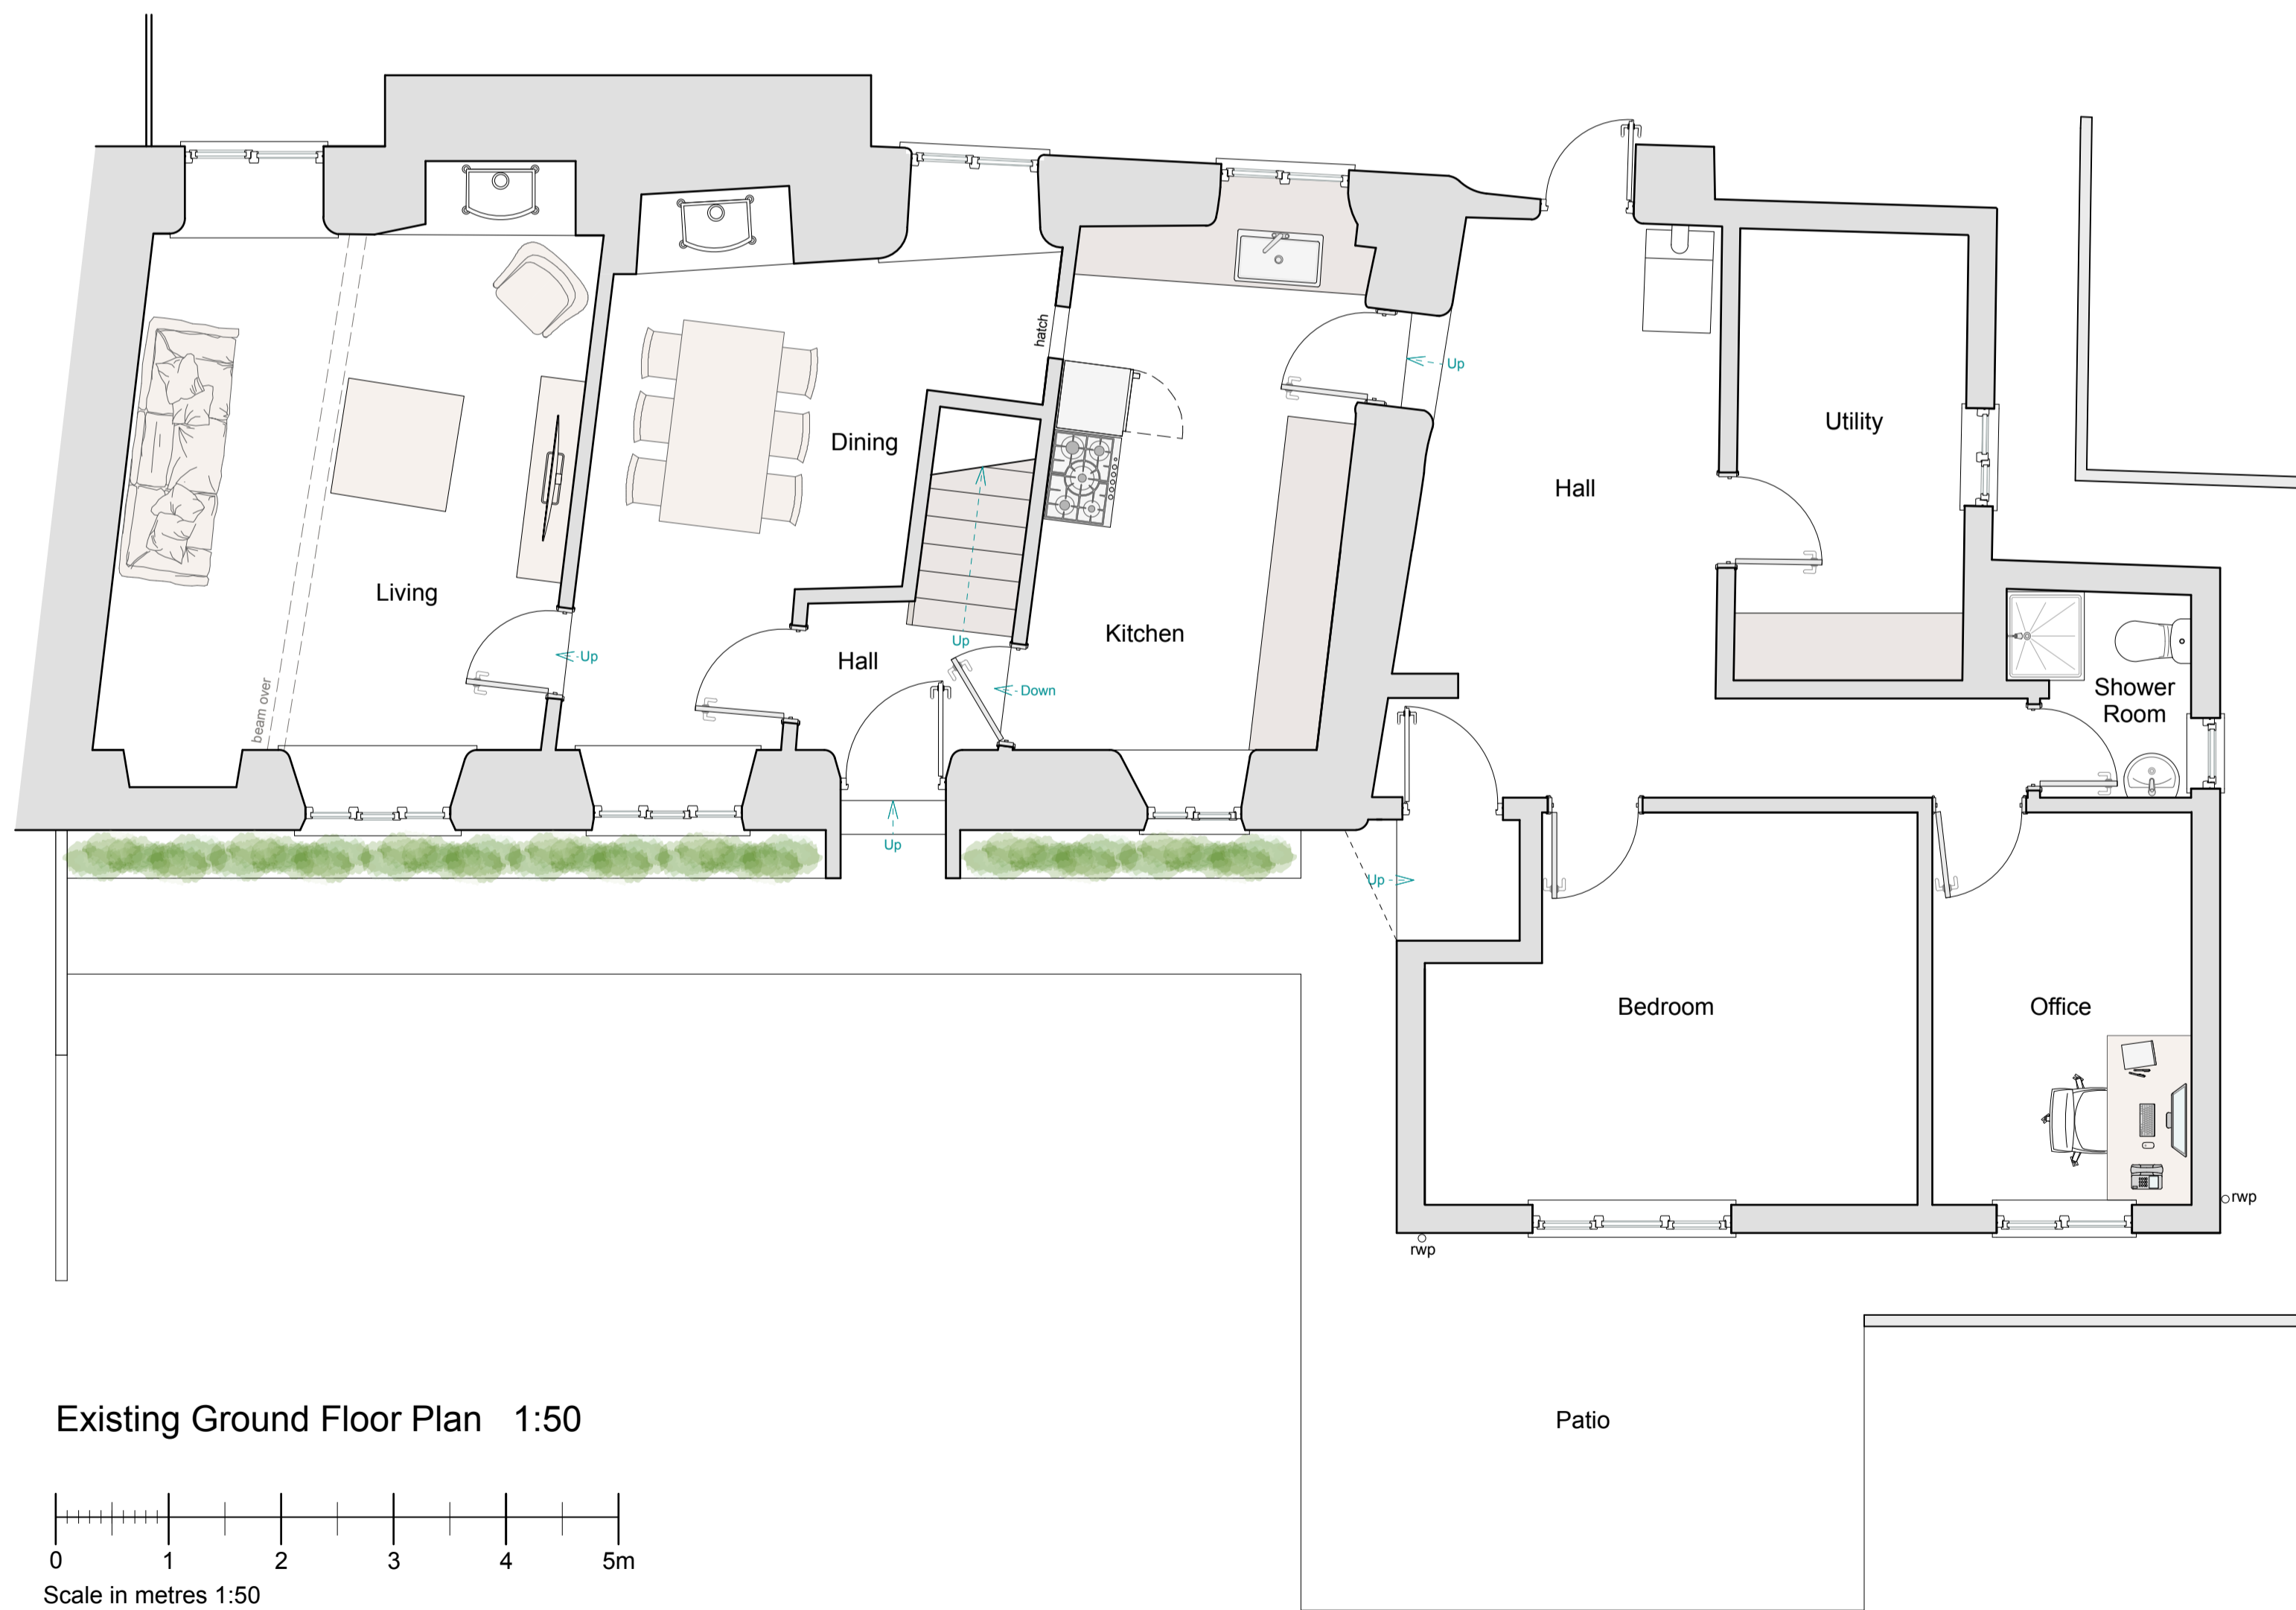 hatch
Up
Utility
Dining
Hall
Living
Up
Up
Hall
Kitchen
Down
beam over
Shower
Room
Up
Up
Bedroom
Office
rwp
rwp
Existing Ground Floor Plan 1:50
Patio
0 1 2 3 4 5m
Scale in metres 1:50